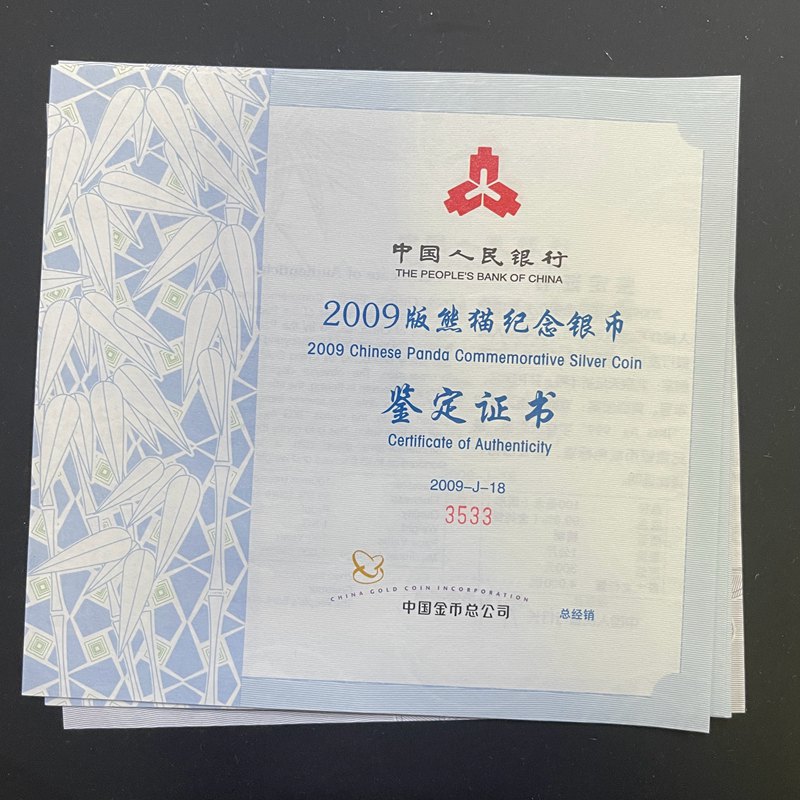 中国人民银行
THE PEOPLE'S BANK OF CHINA
2009版熊猫纪念银币
2009 Chinese Panda Commemorative Silver Coin
鉴定证书
Certificate of Authenticity
2009-J-18
3533
CHINA GOLD COIN INCORPORATION
中国金币总公司 总经销